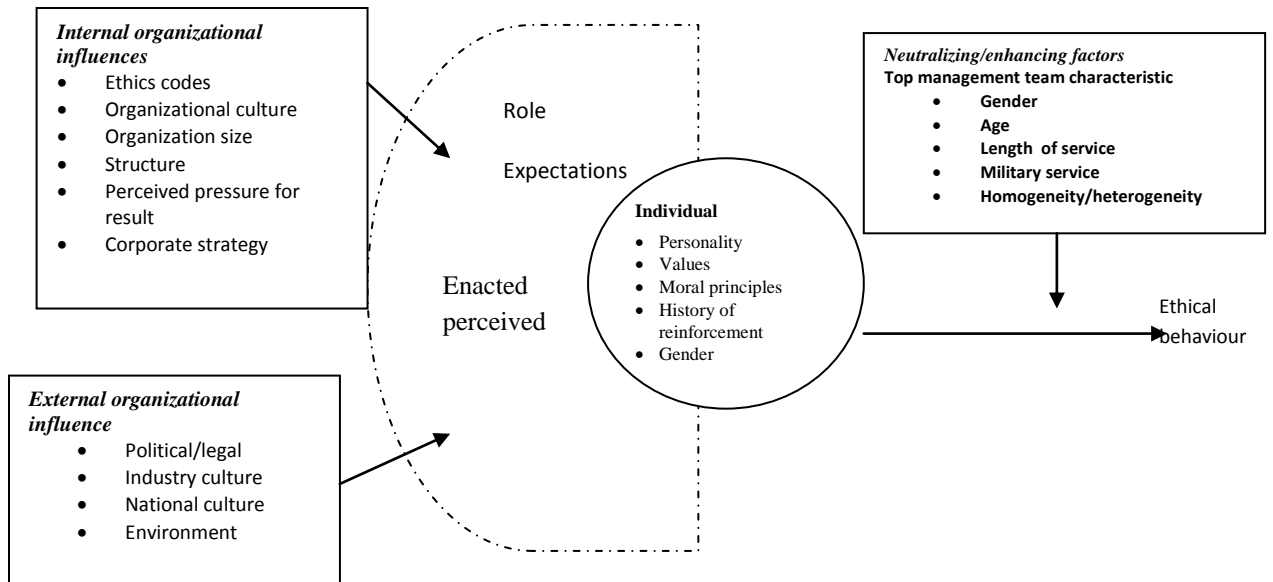 Internal organizational
influences
• Ethics codes
• Organizational culture
• Organization size
• Structure
• Perceived pressure for
result
• Corporate strategy
Role
Expectations
Enacted
perceived
Individual
• Personality
• Values
• Moral principles
• History of
reinforcement
• Gender
Neutralizing/enhancing factors
Top management team characteristic
• Gender
• Age
• Length of service
• Military service
• Homogeneity/heterogeneity
Ethical
behaviour
External organizational
influence
• Political/legal
• Industry culture
• National culture
• Environment